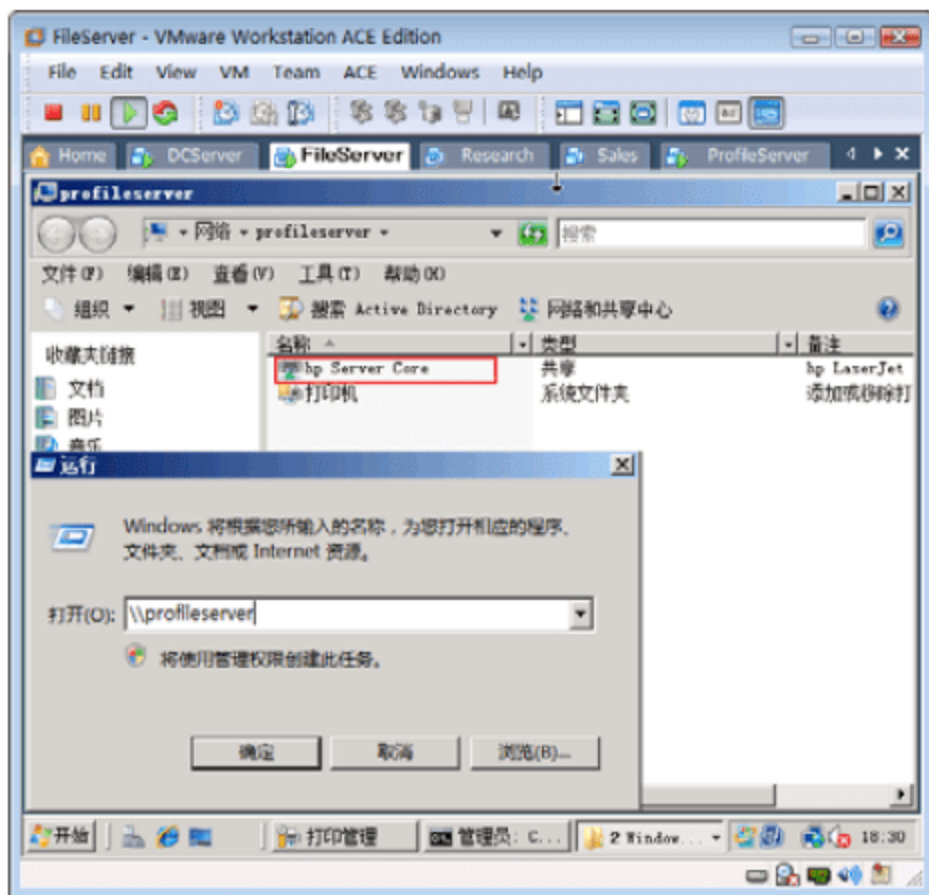 FileServer - VMware Workstation ACE Edition
File Edit View VM Team ACE Windows Help
Home DCServer FileServer Research Sales ProfileServer
profileserver
网络 profileserver 搜索
文件(F) 编辑(E) 查看(V) 工具(T) 帮助(H)
组织 视图 搜索 Active Directory 网络和共享中心
收藏夹链接 名称 类型 备注
hp Server Core 共享 hp LaserJet
文档 打印机 系统文件夹 添加或移除打
图片
音乐
运行
Windows 将根据您所输入的名称，为您打开相应的程序、
文件夹、文档或 Internet 资源。
打开(O): \\profileserver
将使用管理权限创建此任务。
确定 取消 浏览(B)...
开始 打印管理 管理员: C... 2 Window... 18:30